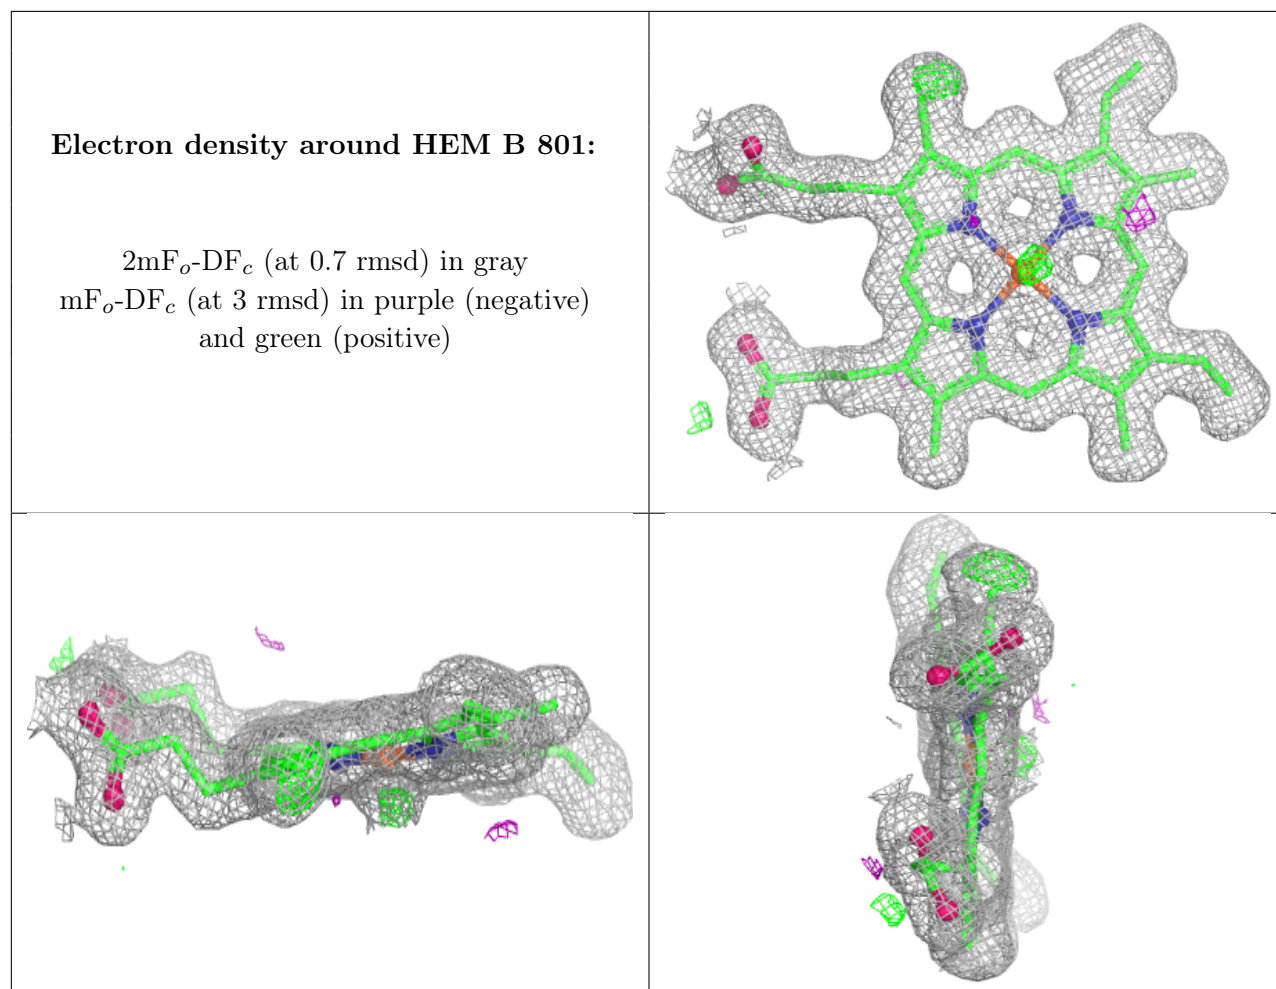 Electron density around HEM B 801:
2mFo-DFc (at 0.7 rmsd) in gray
mFo-DFc (at 3 rmsd) in purple (negative)
and green (positive)